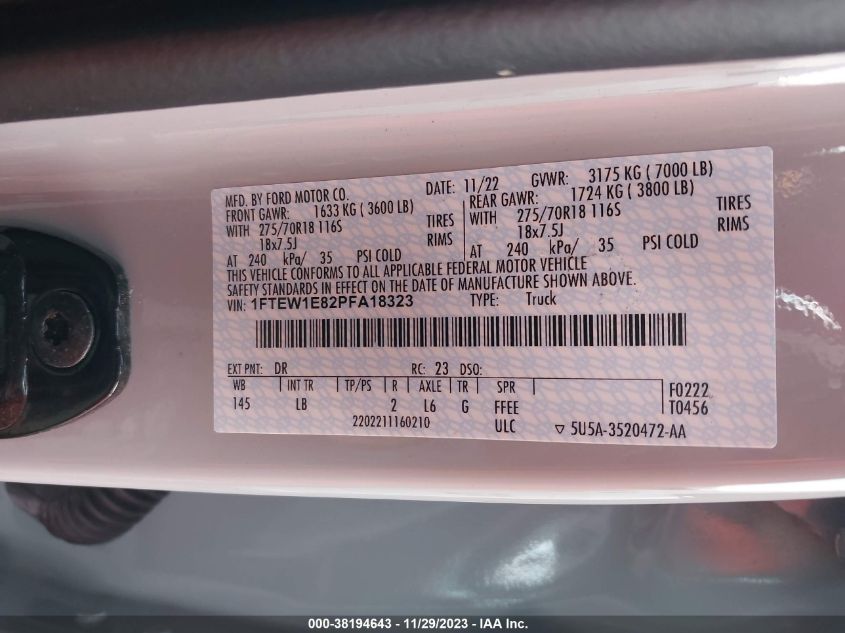 MFD. BY FORD MOTOR CO. DATE: 11/22 GVWR: 3175 KG ( 7000 LB)
FRONT GAWR: 1633 KG ( 3600 LB) REAR GAWR: 1724 KG ( 3800 LB)
WITH 275/70R18 116S TIRES WITH 275/70R18 116S TIRES
18x7.5J RIMS 18x7.5J RIMS
AT 240 kPa/ 35 PSI COLD AT 240 kPa/ 35 PSI COLD
THIS VEHICLE CONFORMS TO ALL APPLICABLE FEDERAL MOTOR VEHICLE
SAFETY STANDARDS IN EFFECT ON THE DATE OF MANUFACTURE SHOWN ABOVE.
VIN: 1FTEW1E82PFA18323 TYPE: Truck
EXT PNT: DR RC: 23 DSO:
WB INT TR TP/PS R AXLE TR SPR F0222
145 LB 2 L6 G FFEE T0456
2202211160210 ULC ▽ 5U5A-3520472-AA
000-38194643 - 11/29/2023 - IAA Inc.